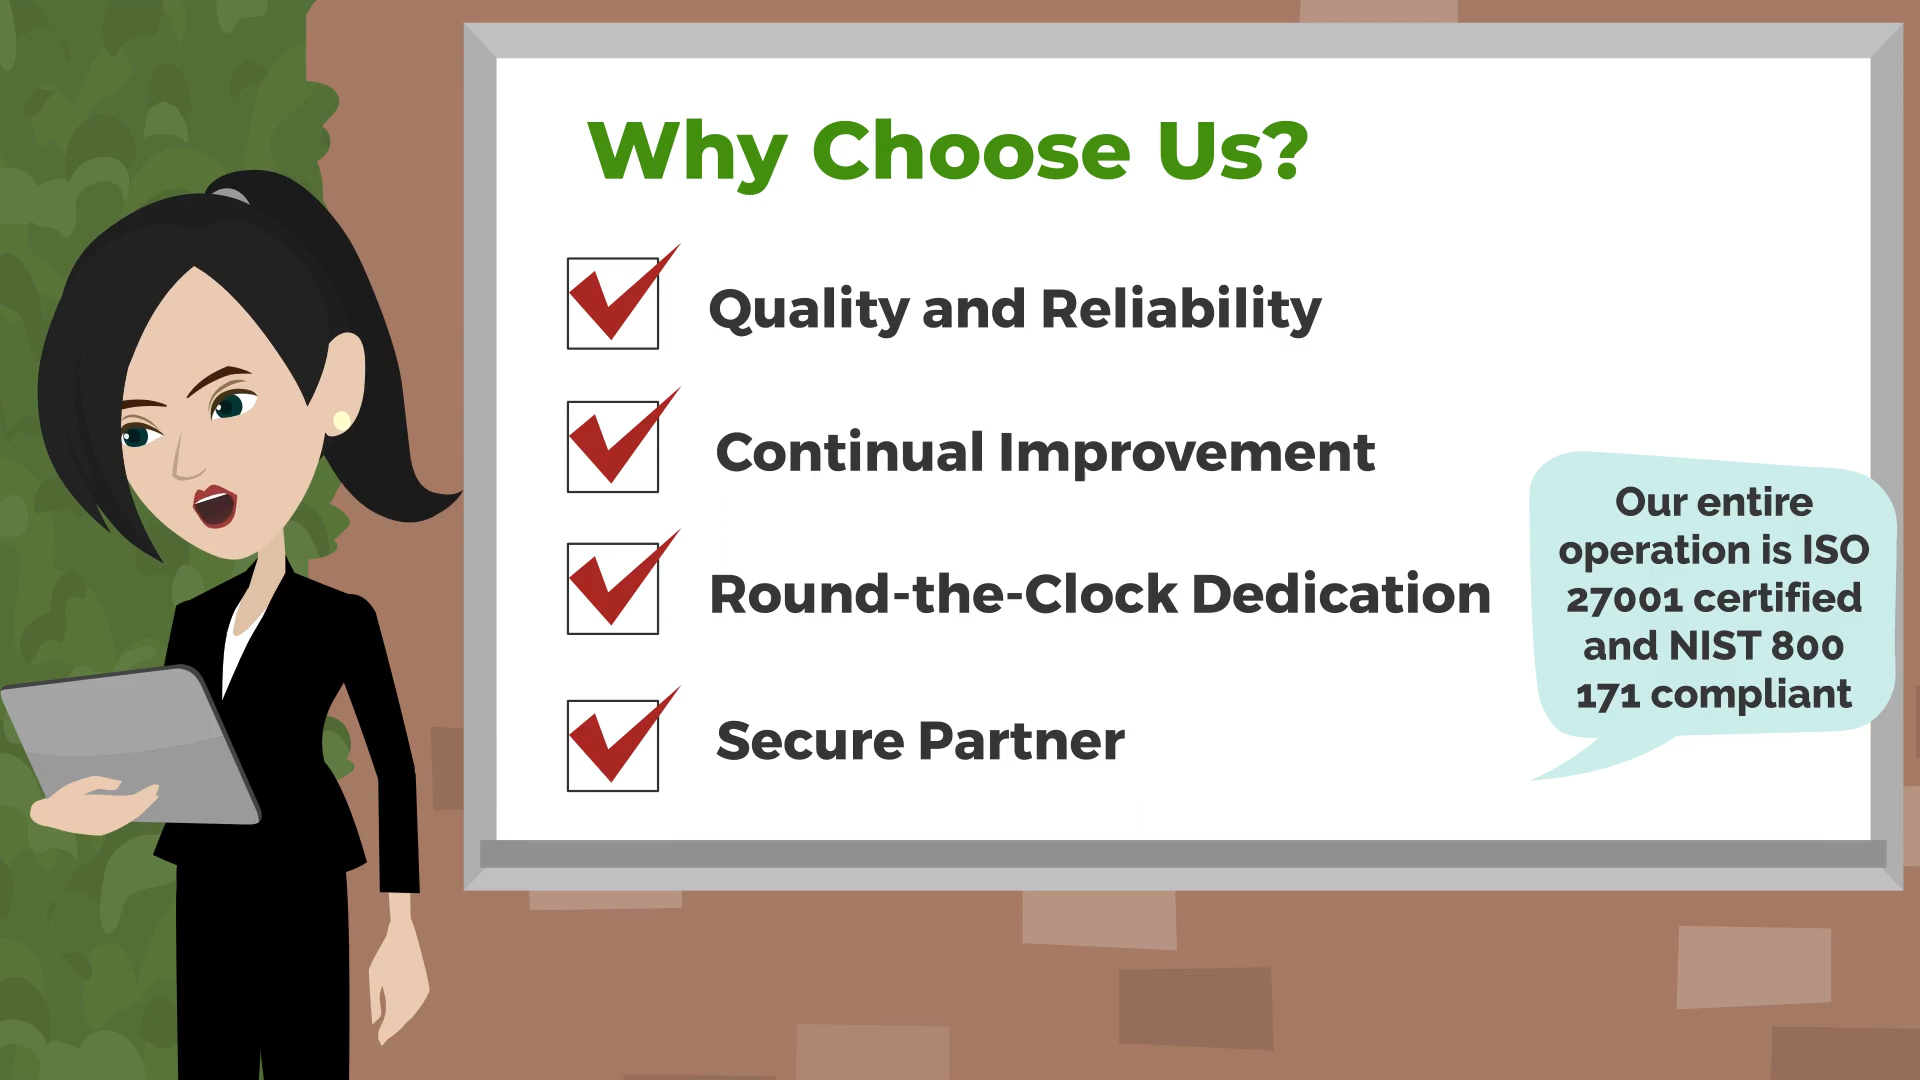 Why Choose Us?
Quality and Reliability
Continual Improvement
Round-the-Clock Dedication
Secure Partner
Our entire
operation is ISO
27001 certified
and NIST 800
171 compliant